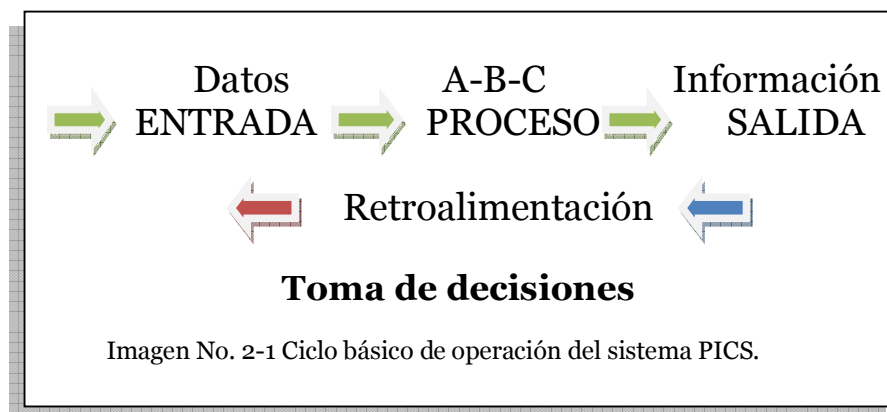 Datos A-B-C Información
ENTRADA PROCESO SALIDA
Retroalimentación
Toma de decisiones
Imagen No. 2-1 Ciclo básico de operación del sistema PICS.